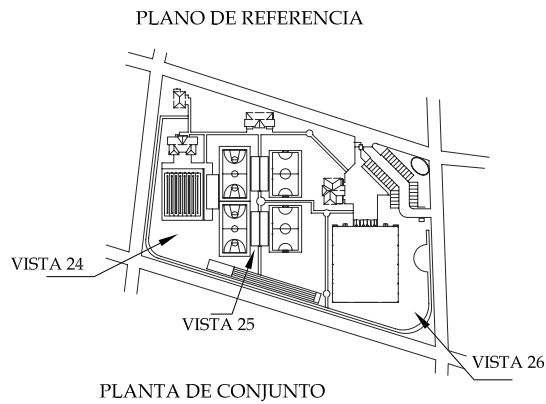 PLANO DE REFERENCIA
VISTA 24
VISTA 25
VISTA 26
PLANTA DE CONJUNTO